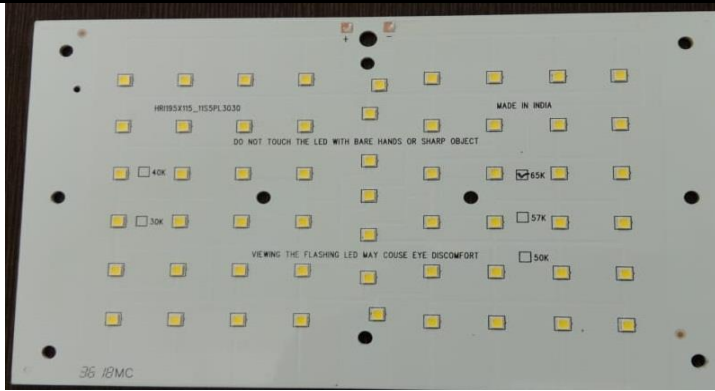 + -
HRI195X115_11S5PL3030
MADE IN INDIA
DO NOT TOUCH THE LED WITH BARE HANDS OR SHARP OBJECT
40K
65K
30K
57K
VIEWING THE FLASHING LED MAY COUSE EYE DISCOMFORT
50K
36 18MC